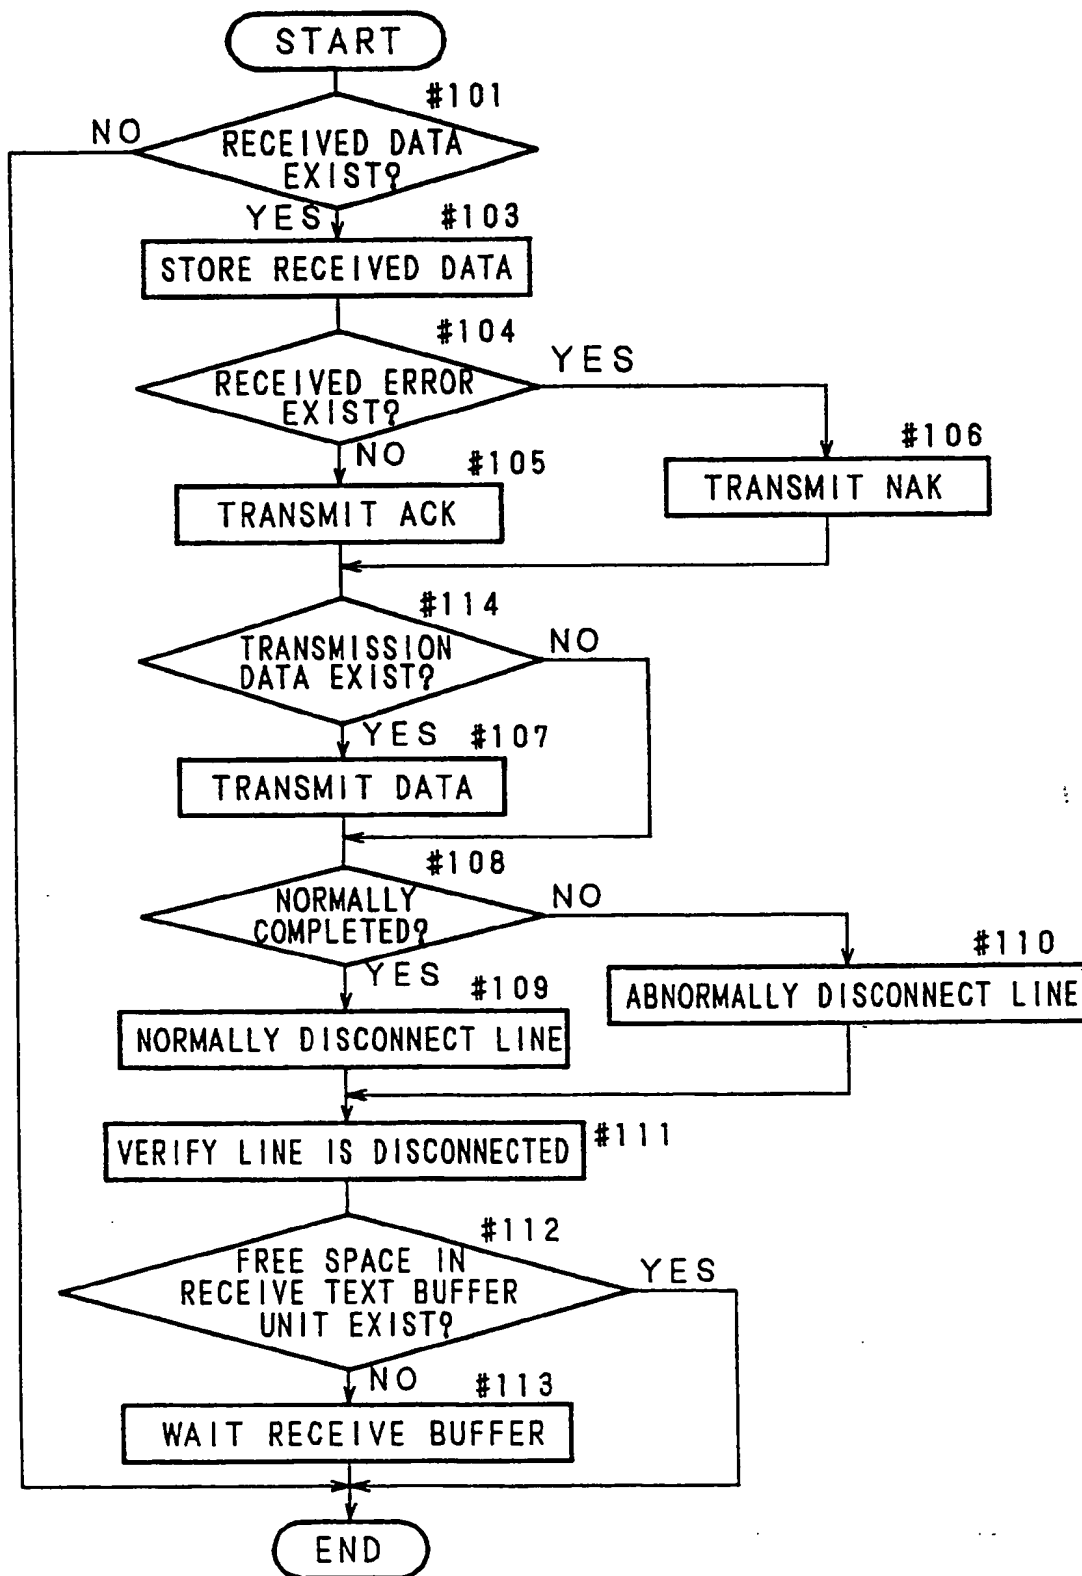 START
#101
NO
RECEIVED DATA
EXIST?
YES
#103
STORE RECEIVED DATA
#104
YES
RECEIVED ERROR
EXIST?
NO
#105
#106
TRANSMIT ACK
TRANSMIT NAK
#114
TRANSMISSION
DATA EXIST?
NO
YES
#107
TRANSMIT DATA
#108
NORMALLY
COMPLETED?
NO
YES
#109
#110
NORMALLY DISCONNECT LINE
ABNORMALLY DISCONNECT LINE
VERIFY LINE IS DISCONNECTED
#111
#112
FREE SPACE IN
RECEIVE TEXT BUFFER
UNIT EXIST?
YES
NO
#113
WAIT RECEIVE BUFFER
END